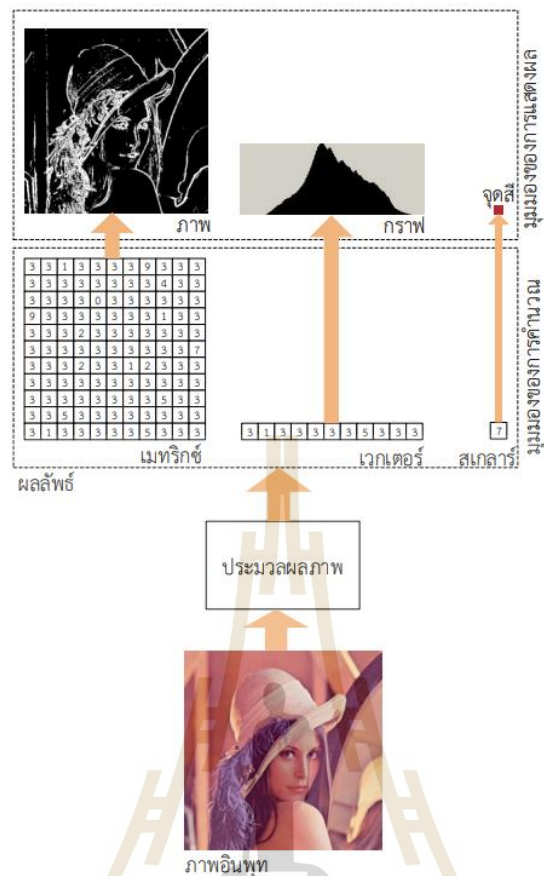 ภาพ
กราฟ
จุดสี
มุมมองของการแสดงผล
3 3 1 3 3 3 3 9 3 3 3
3 3 3 3 3 3 3 3 4 3 3
3 3 3 3 0 3 3 3 3 3 3
9 3 3 3 3 3 3 3 1 3 3
3 3 3 2 3 3 3 3 3 3 3
3 3 3 3 3 3 3 3 3 3 7
3 3 3 2 3 3 1 2 3 3 3
3 3 3 3 3 3 3 3 3 3 3
3 3 3 3 3 3 3 3 5 3 3
3 3 5 3 3 3 3 3 3 3 3
3 1 3 3 3 3 3 5 3 3 3
เมทริกซ์
3 1 3 3 3 3 3 5 3 3 3
เวกเตอร์
7
สเกลาร์
มุมมองของการคำนวณ
ผลลัพธ์
ประมวลผลภาพ
ภาพอินพุท